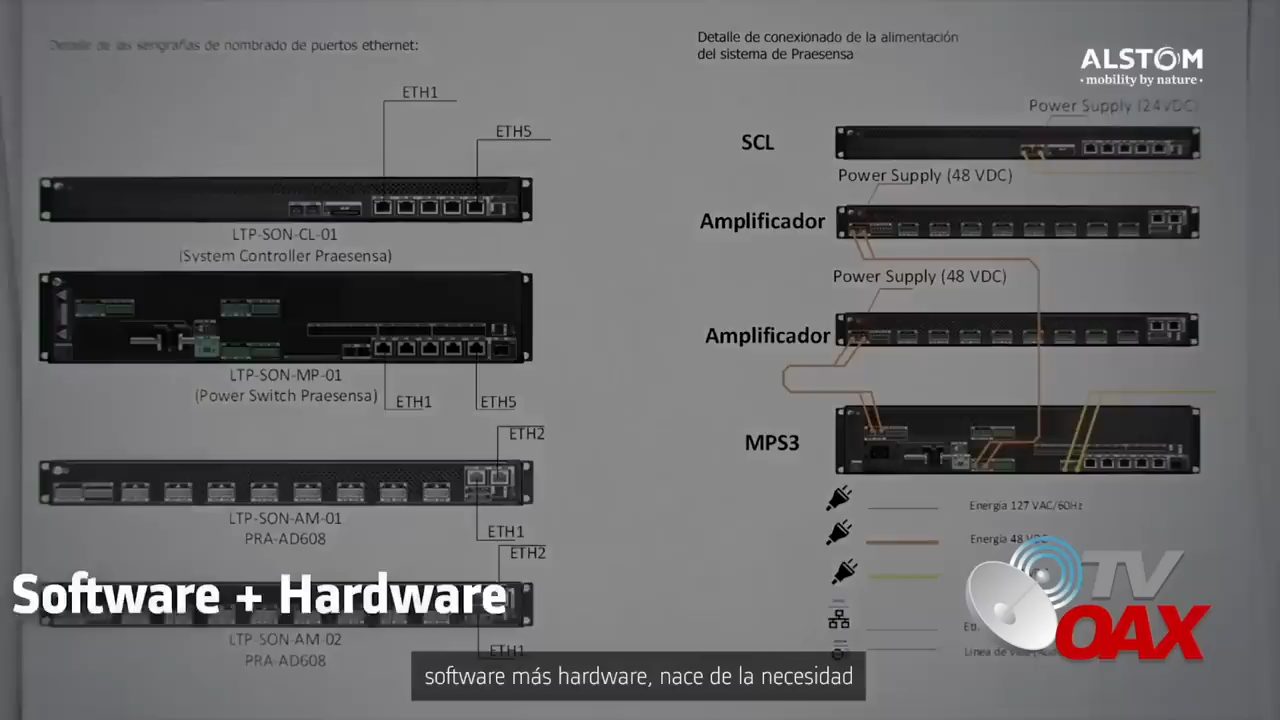 Detalle de las serigrafías de nombrado de puertos ethernet:
ETH1
ETH5
LTP-SON-CL-01
(System Controller Praesensa)
LTP-SON-MP-01
(Power Switch Praesensa)
ETH1
ETH5
ETH2
LTP-SON-AM-01
PRA-AD608
ETH1
ETH2
LTP-SON-AM-02
PRA-AD608
ETH1
Detalle de conexionado de la alimentación
del sistema de Praesensa
ALSTOM
• mobility by nature •
Power Supply (24VDC)
SCL
Power Supply (48 VDC)
Amplificador
Power Supply (48 VDC)
Amplificador
MPS3
Energía 127 VAC/60Hz
Energía 48 VDC
TV
OAX
Software + Hardware
software más hardware, nace de la necesidad